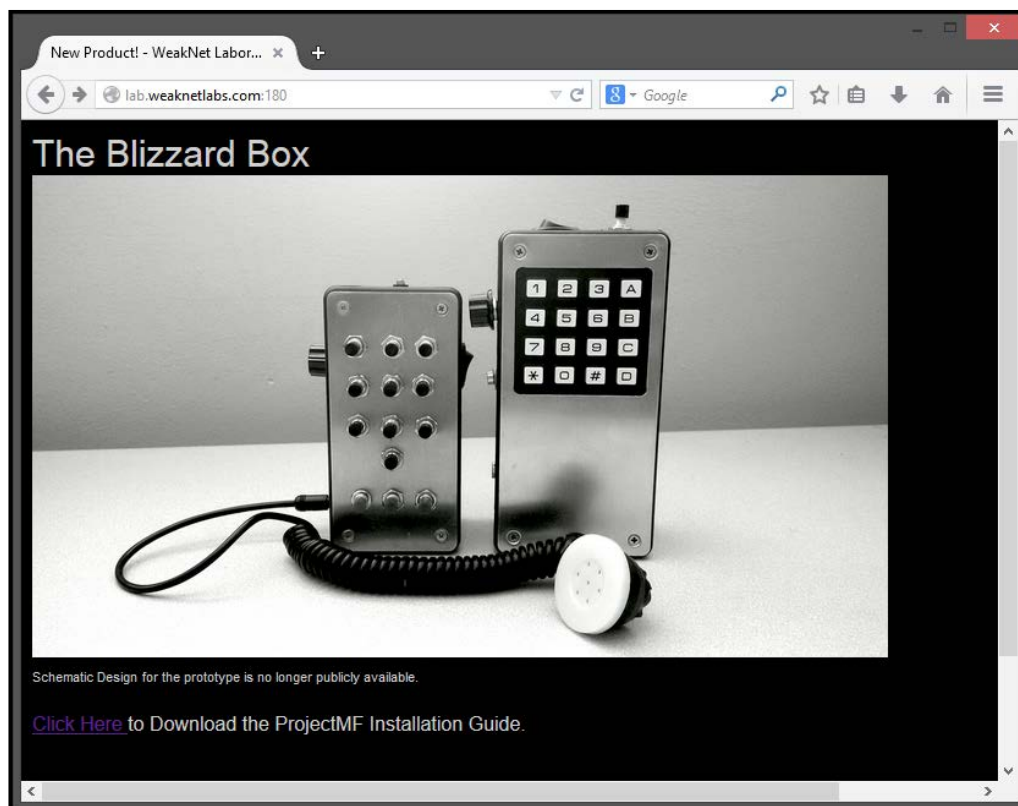 New Product! - WeakNet Labor...
lab.weaknetlabs.com:180
8
Google
The Blizzard Box
1 2 3 A
4 5 6 B
7 8 9 C
* 0 # D
Schematic Design for the prototype is no longer publicly available.
Click Here to Download the ProjectMF Installation Guide.